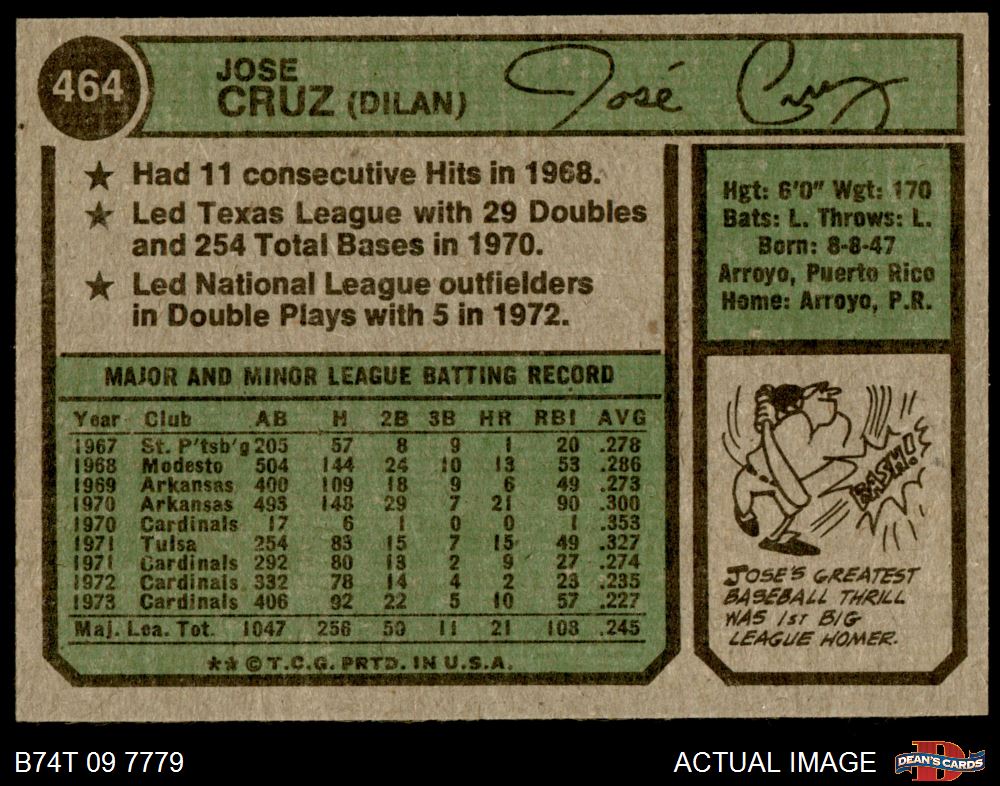 464
JOSE
CRUZ (DILAN)
José Cruz
★ Had 11 consecutive Hits in 1968.
★ Led Texas League with 29 Doubles
and 254 Total Bases in 1970.
★ Led National League outfielders
in Double Plays with 5 in 1972.
Hgt: 6'0" Wgt: 170
Bats: L. Throws: L.
Born: 8-8-47
Arroyo, Puerto Rico
Home: Arroyo, P.R.
MAJOR AND MINOR LEAGUE BATTING RECORD
Year Club AB H 2B 3B HR RBI AVG
1967 St. P'tsb'g 205 57 8 9 1 20 .278
1968 Modesto 504 144 24 10 13 53 .286
1969 Arkansas 400 109 18 9 6 49 .273
1970 Arkansas 493 148 29 7 21 90 .300
1970 Cardinals 17 6 1 0 0 1 .353
1971 Tulsa 254 83 15 7 15 49 .327
1971 Cardinals 292 80 13 2 9 27 .274
1972 Cardinals 332 78 14 4 2 23 .235
1973 Cardinals 406 92 22 5 10 57 .227
Maj. Lea. Tot. 1047 256 50 11 21 108 .245
★★ © T.C.G. PRTD. IN U.S.A.
BASH!
JOSE'S GREATEST
BASEBALL THRILL
WAS 1ST BIG
LEAGUE HOMER.
B74T 09 7779
ACTUAL IMAGE
DEAN'S CARDS